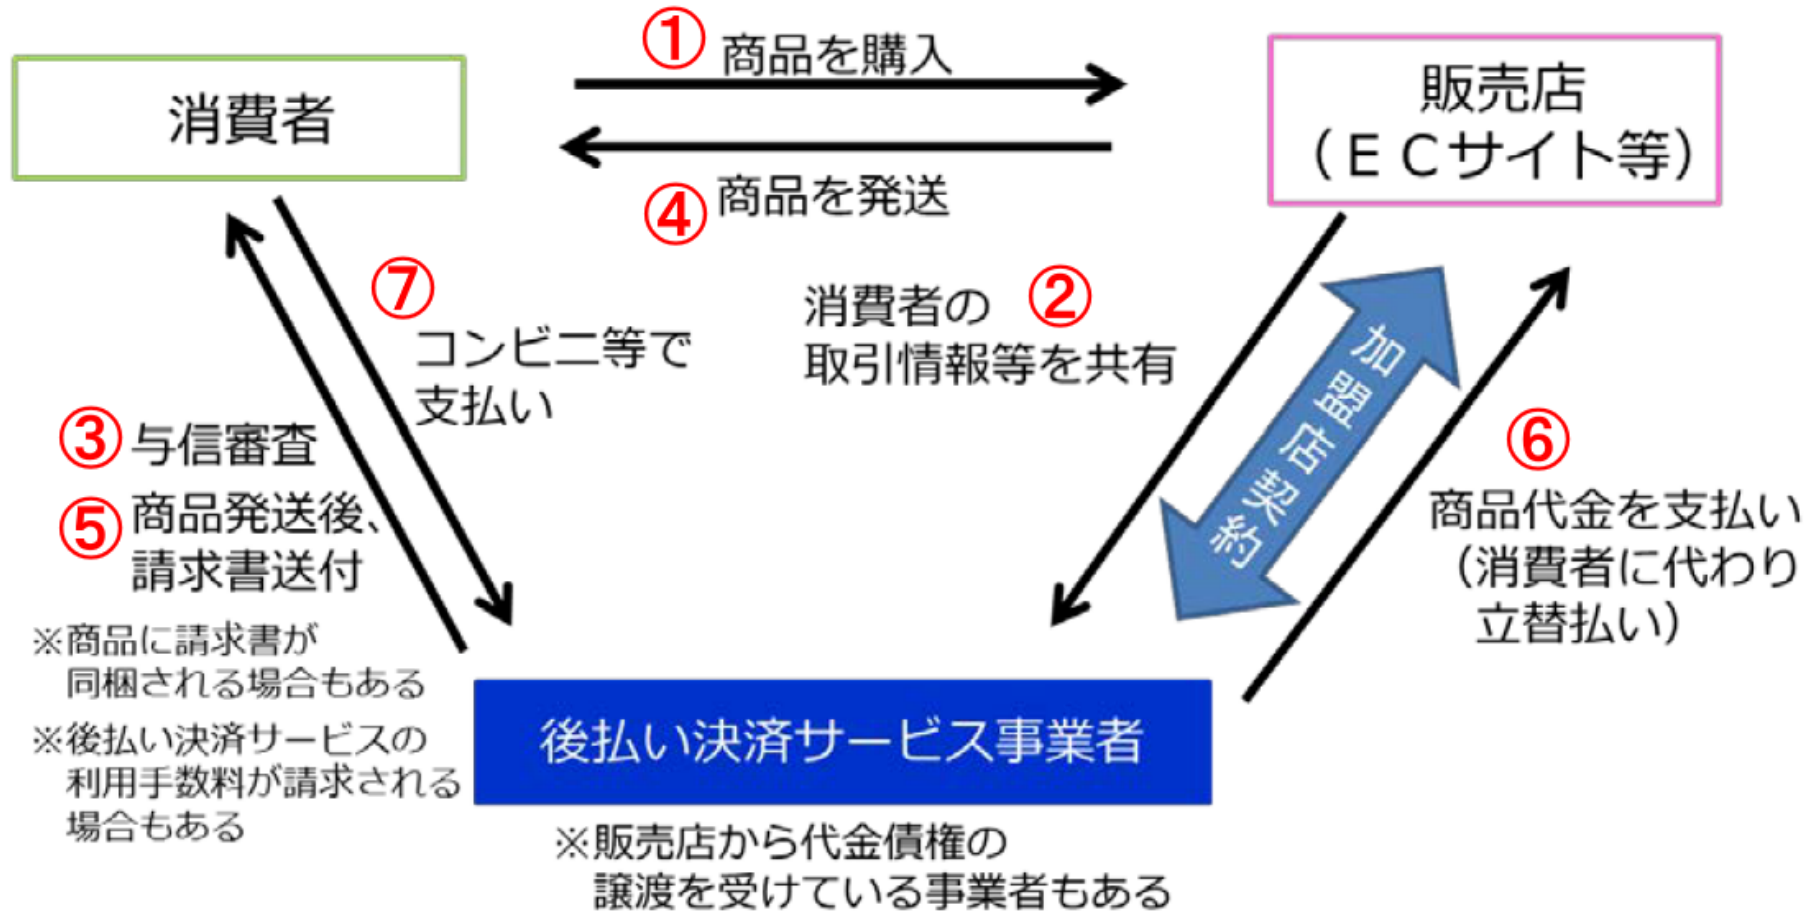 ① 商品を購入
消費者
販売店
（ＥＣサイト等）
④ 商品を発送
⑦
コンビニ等で
支払い
消費者の ②
取引情報等を共有
加盟店契約
③ 与信審査
⑤ 商品発送後、
請求書送付
⑥
商品代金を支払い
（消費者に代わり
立替払い）
※商品に請求書が
同梱される場合もある
※後払い決済サービスの
利用手数料が請求される
場合もある
後払い決済サービス事業者
※販売店から代金債権の
譲渡を受けている事業者もある